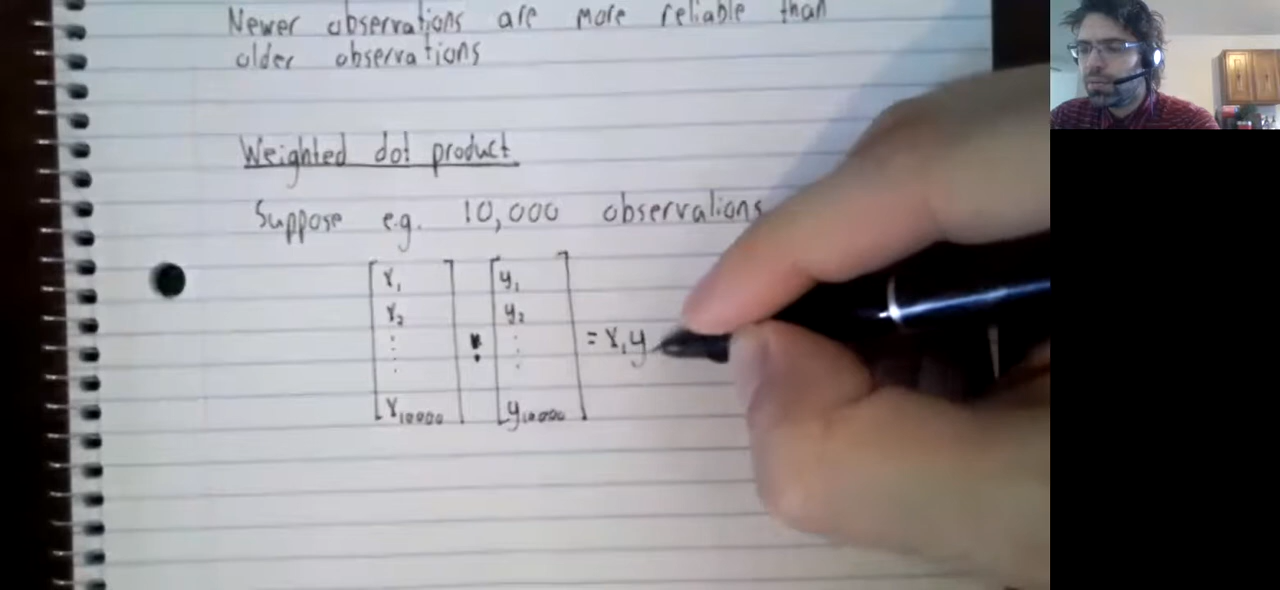 Newer observations are more reliable than
older observations
Weighted dot product
Suppose e.g. 10,000 observations
[x₁ x₂ ⋮ x₁₀₀₀₀] · [y₁ y₂ ⋮ y₁₀₀₀₀] = x₁y